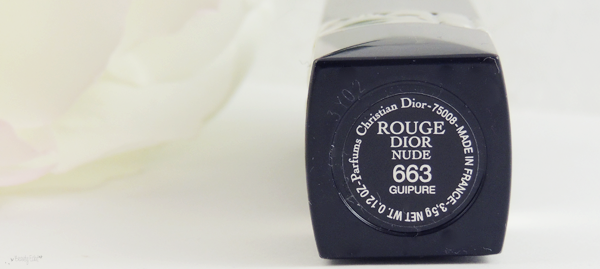 Parfums Christian Dior-75008-MADE IN FRANCE-3,5g NET WT. 0.12 OZ-
ROUGE
DIOR
NUDE
663
GUIPURE